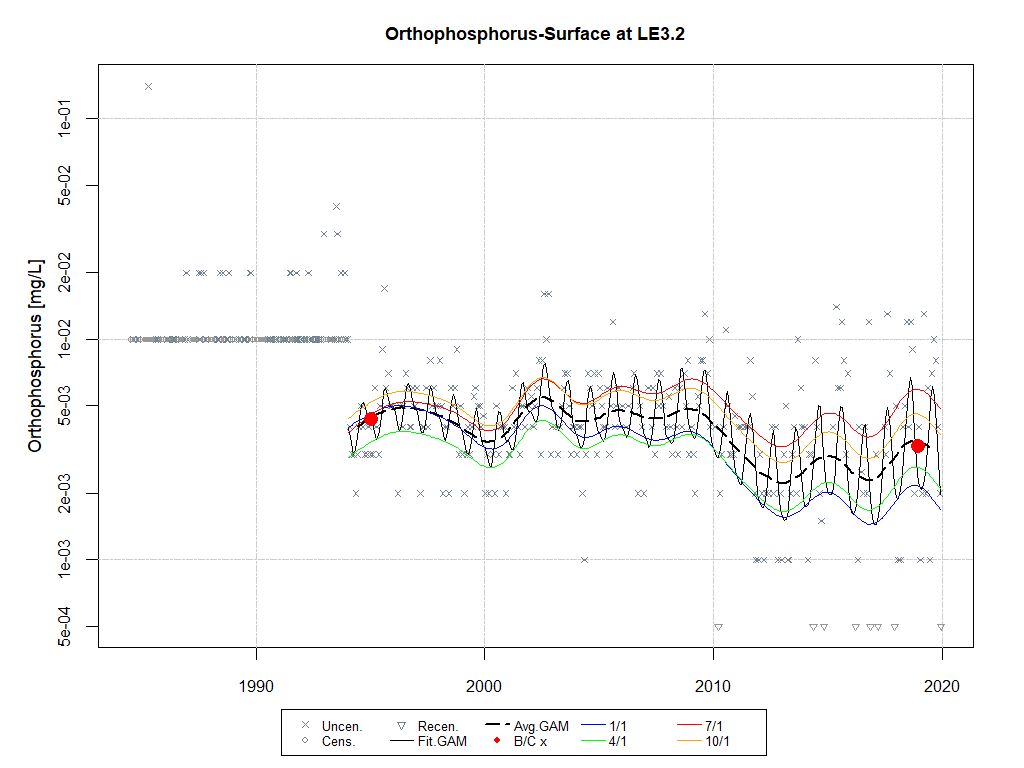 Orthophosphorus-Surface at LE3.2
Orthophosphorus [mg/L]
1e-01
5e-02
2e-02
1e-02
5e-03
2e-03
1e-03
5e-04
1990 2000 2010 2020
Uncen. Recen. Avg.GAM 1/1 7/1
Cens. Fit.GAM B/C x 4/1 10/1